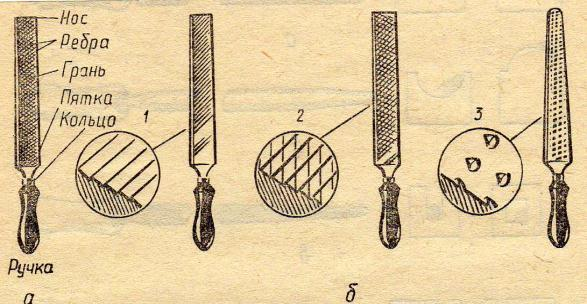 Нос
Ребра
Грань
Пятка
Кольцо
1
2
3
Ручка
а
б